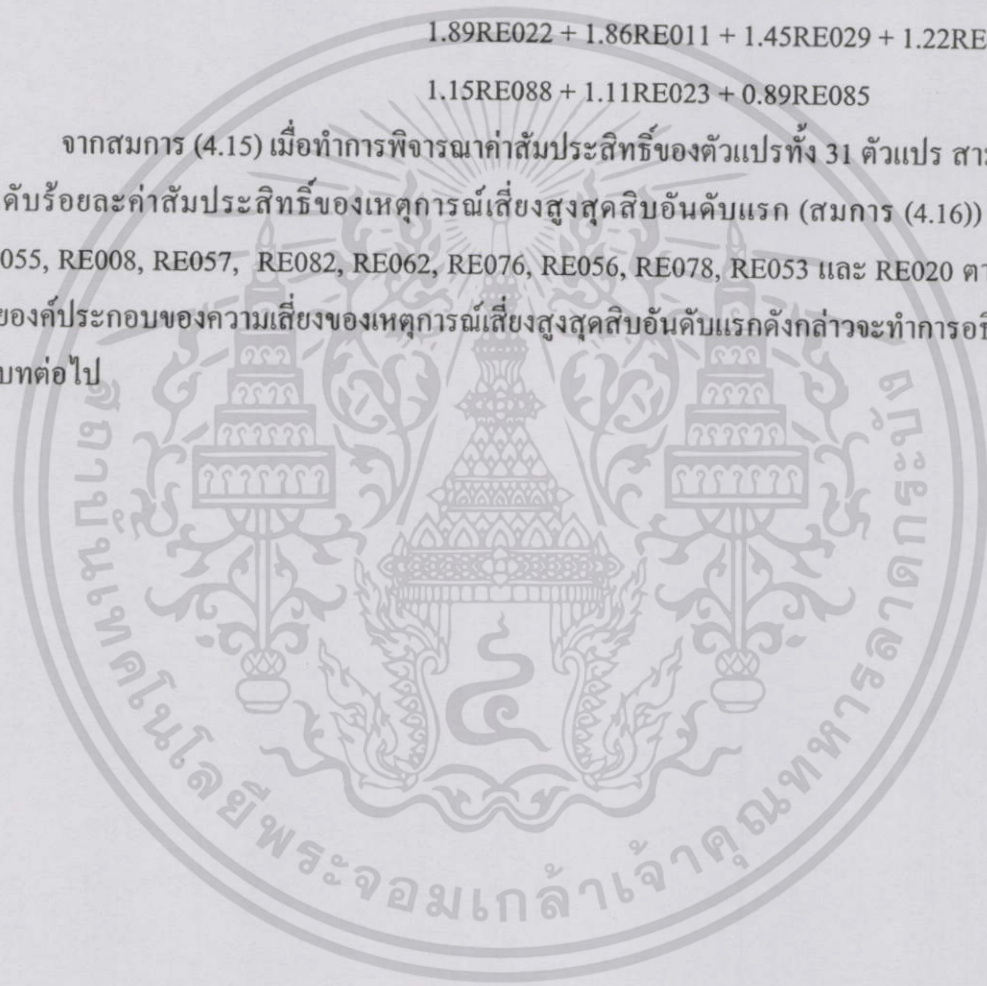 1.89RE022 + 1.86RE011 + 1.45RE029 + 1.22RE
1.15RE088 + 1.11RE023 + 0.89RE085
จากสมการ (4.15) เมื่อทำการพิจารณาค่าสัมประสิทธิ์ของตัวแปรทั้ง 31 ตัวแปร
ดับร้อยละค่าสัมประสิทธิ์ของเหตุการณ์เสี่ยงสูงสุดสิบอันดับแรก (สมการ (4.16))
055, RE008, RE057, RE082, RE062, RE076, RE056, RE078, RE053 และ RE020
องค์ประกอบของความเสี่ยงของเหตุการณ์เสี่ยงสูงสุดสิบอันดับแรกดังกล่าวจะทำการ
บทต่อไป
สถาบันเทคโนโลยีพระจอมเกล้าเจ้าคุณทหารลาดกระบัง